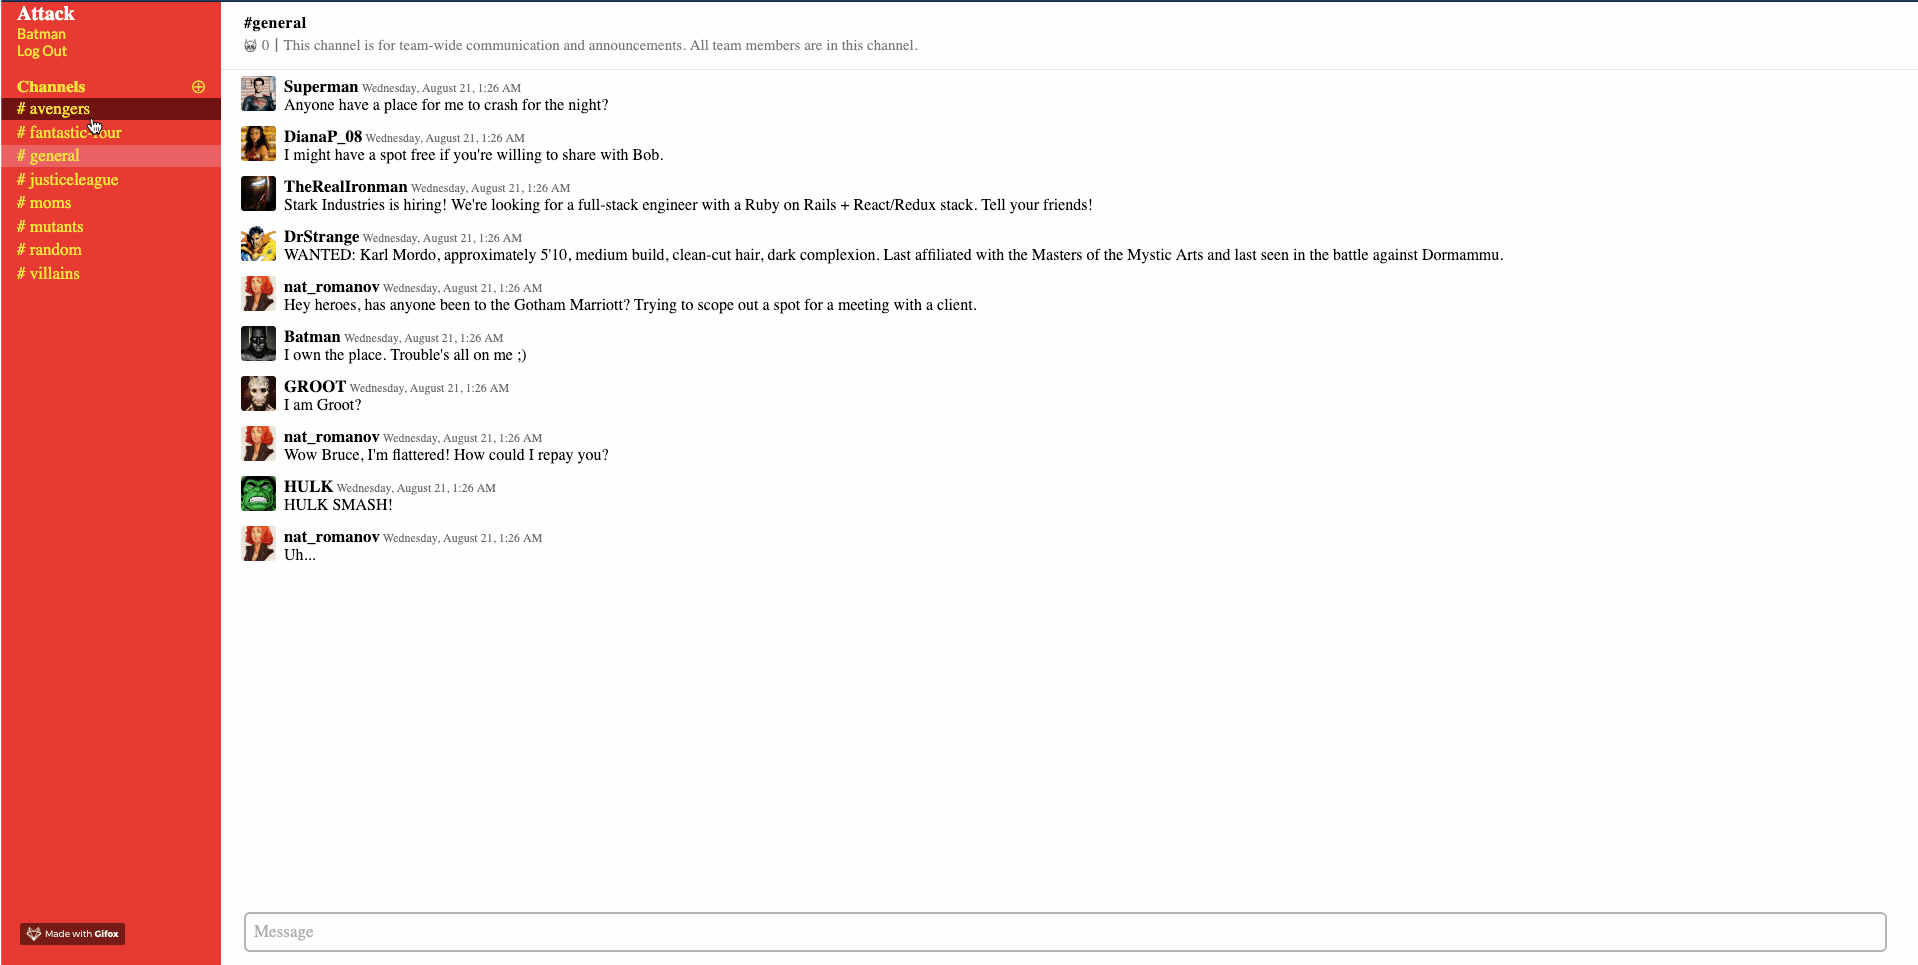 Attack
Batman
Log Out
Channels
# avengers
# fantastic-four
# general
# justiceleague
# moms
# mutants
# random
# villains
Made with Gifox
#general
0 | This channel is for team-wide communication and announcements. All team members are in this channel.
Superman Wednesday, August 21, 1:26 AM
Anyone have a place for me to crash for the night?
DianaP_08 Wednesday, August 21, 1:26 AM
I might have a spot free if you're willing to share with Bob.
TheRealIronman Wednesday, August 21, 1:26 AM
Stark Industries is hiring! We're looking for a full-stack engineer with a Ruby on Rails + React/Redux stack. Tell your friends!
DrStrange Wednesday, August 21, 1:26 AM
WANTED: Karl Mordo, approximately 5'10, medium build, clean-cut hair, dark complexion. Last affiliated with the Masters of the Mystic Arts and last seen in the battle against Dormammu.
nat_romanov Wednesday, August 21, 1:26 AM
Hey heroes, has anyone been to the Gotham Marriott? Trying to scope out a spot for a meeting with a client.
Batman Wednesday, August 21, 1:26 AM
I own the place. Trouble's all on me ;)
GROOT Wednesday, August 21, 1:26 AM
I am Groot?
nat_romanov Wednesday, August 21, 1:26 AM
Wow Bruce, I'm flattered! How could I repay you?
HULK Wednesday, August 21, 1:26 AM
HULK SMASH!
nat_romanov Wednesday, August 21, 1:26 AM
Uh...
Message